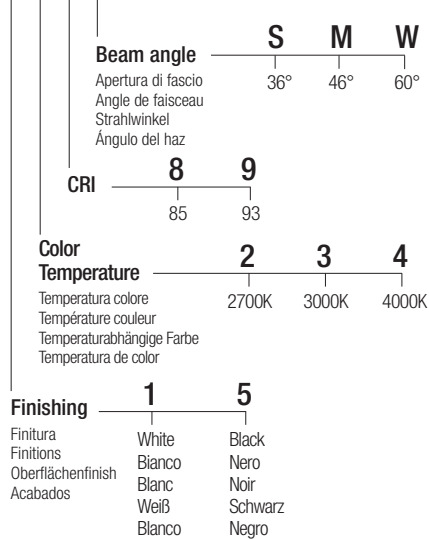 S M W
Beam angle
Apertura di fascio 36° 46° 60°
Angle de faisceau
Strahlwinkel
Ángulo del haz
8 9
CRI
85 93
Color
Temperature 2 3 4
Temperatura colore 2700K 3000K 4000K
Température couleur
Temperaturabhängige Farbe
Temperatura de color
1 5
Finishing
Finitura White Black
Finitions Bianco Nero
Oberflächenfinish Blanc Noir
Acabados Weiß Schwarz
Blanco Negro